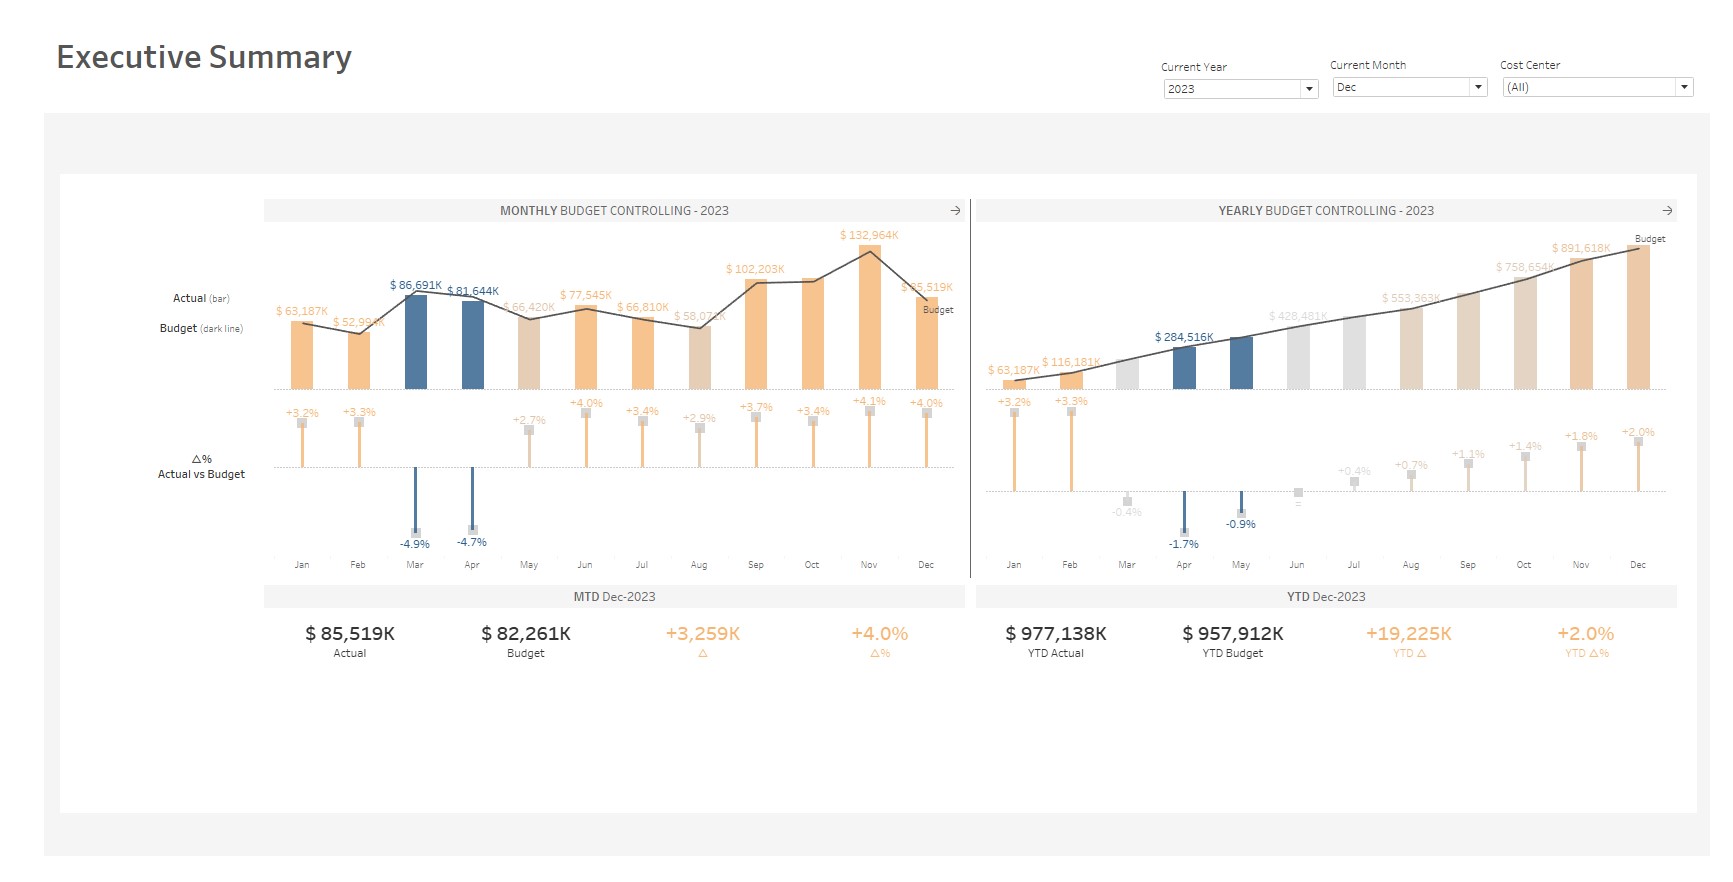 Executive Summary
Current Year
Current Month
Cost Center
2023
Dec
(All)
MONTHLY BUDGET CONTROLLING - 2023
YEARLY BUDGET CONTROLLING - 2023
Actual (bar)
Budget (dark line)
$ 63,187K
$ 52,994K
$ 86,691K
$ 81,644K
$ 66,420K
$ 77,545K
$ 66,810K
$ 58,071K
$ 102,203K
$ 132,964K
$ 85,519K
Budget
$ 63,187K
$ 116,181K
$ 284,516K
$ 428,481K
$ 553,363K
$ 758,654K
$ 891,618K
Budget
△%
Actual vs Budget
+3.2%
+3.3%
-4.9%
-4.7%
+2.7%
+4.0%
+3.4%
+2.9%
+3.7%
+3.4%
+4.1%
+4.0%
+3.2%
+3.3%
-0.4%
-1.7%
-0.9%
=
+0.4%
+0.7%
+1.1%
+1.4%
+1.8%
+2.0%
Jan Feb Mar Apr May Jun Jul Aug Sep Oct Nov Dec
Jan Feb Mar Apr May Jun Jul Aug Sep Oct Nov Dec
MTD Dec-2023
$ 85,519K $ 82,261K +3,259K +4.0%
Actual Budget △ △%
YTD Dec-2023
$ 977,138K $ 957,912K +19,225K +2.0%
YTD Actual YTD Budget YTD △ YTD △%